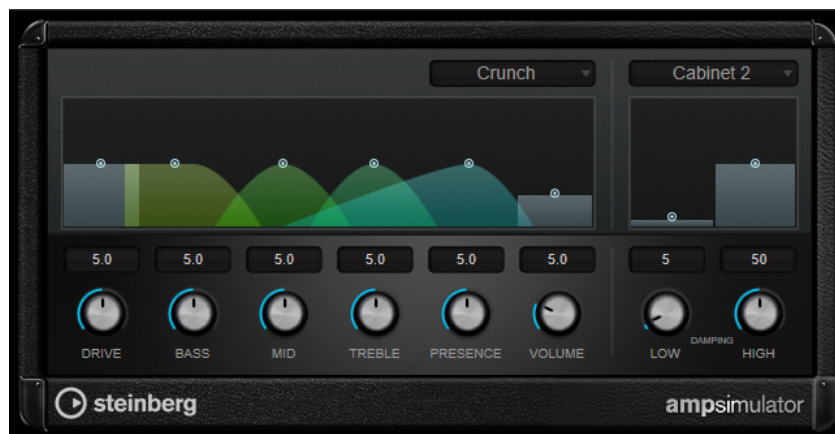 Crunch Cabinet 2
5.0 5.0 5.0 5.0 5.0 5.0 5 50
DRIVE BASS MID TREBLE PRESENCE VOLUME LOW DAMPING HIGH
steinberg ampsimulator